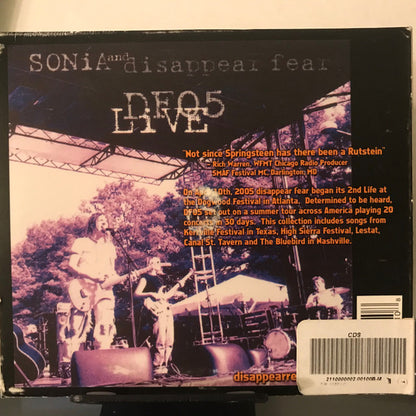 SONiA and disappear fear
DF05
LiVE
"Not since Springsteen has there been a Rutstein"
Rich Warren, WFMT Chicago Radio Producer
SMAF Festival MC, Darlington, MD
On 10th, 2005 disappear fear began its 2nd Life at
the Dogwood Festival in Atlanta. Determined to be heard,
DF05 set out on a summer tour across America playing 20
concerts in 30 days. This collection includes songs from
Kerrville Festival in Texas, High Sierra Festival, Lestat,
Canal St. Tavern and The Bluebird in Nashville.
CDS
disappearre